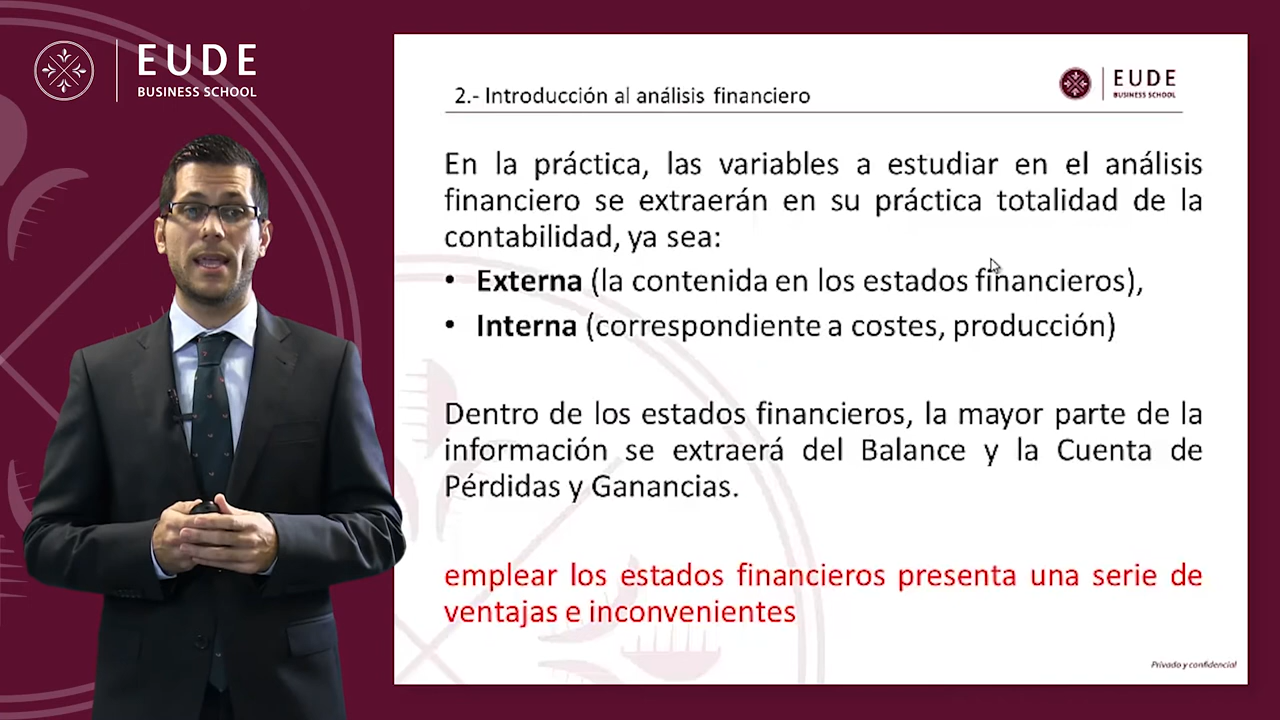 EUDE
BUSINESS SCHOOL
2.- Introducción al análisis financiero
EUDE
BUSINESS SCHOOL
En la práctica, las variables a estudiar en el análisis
financiero se extraerán en su práctica totalidad de la
contabilidad, ya sea:
• Externa (la contenida en los estados financieros),
• Interna (correspondiente a costes, producción)
Dentro de los estados financieros, la mayor parte de la
información se extraerá del Balance y la Cuenta de
Pérdidas y Ganancias.
emplear los estados financieros presenta una serie de
ventajas e inconvenientes
Privado y confidencial